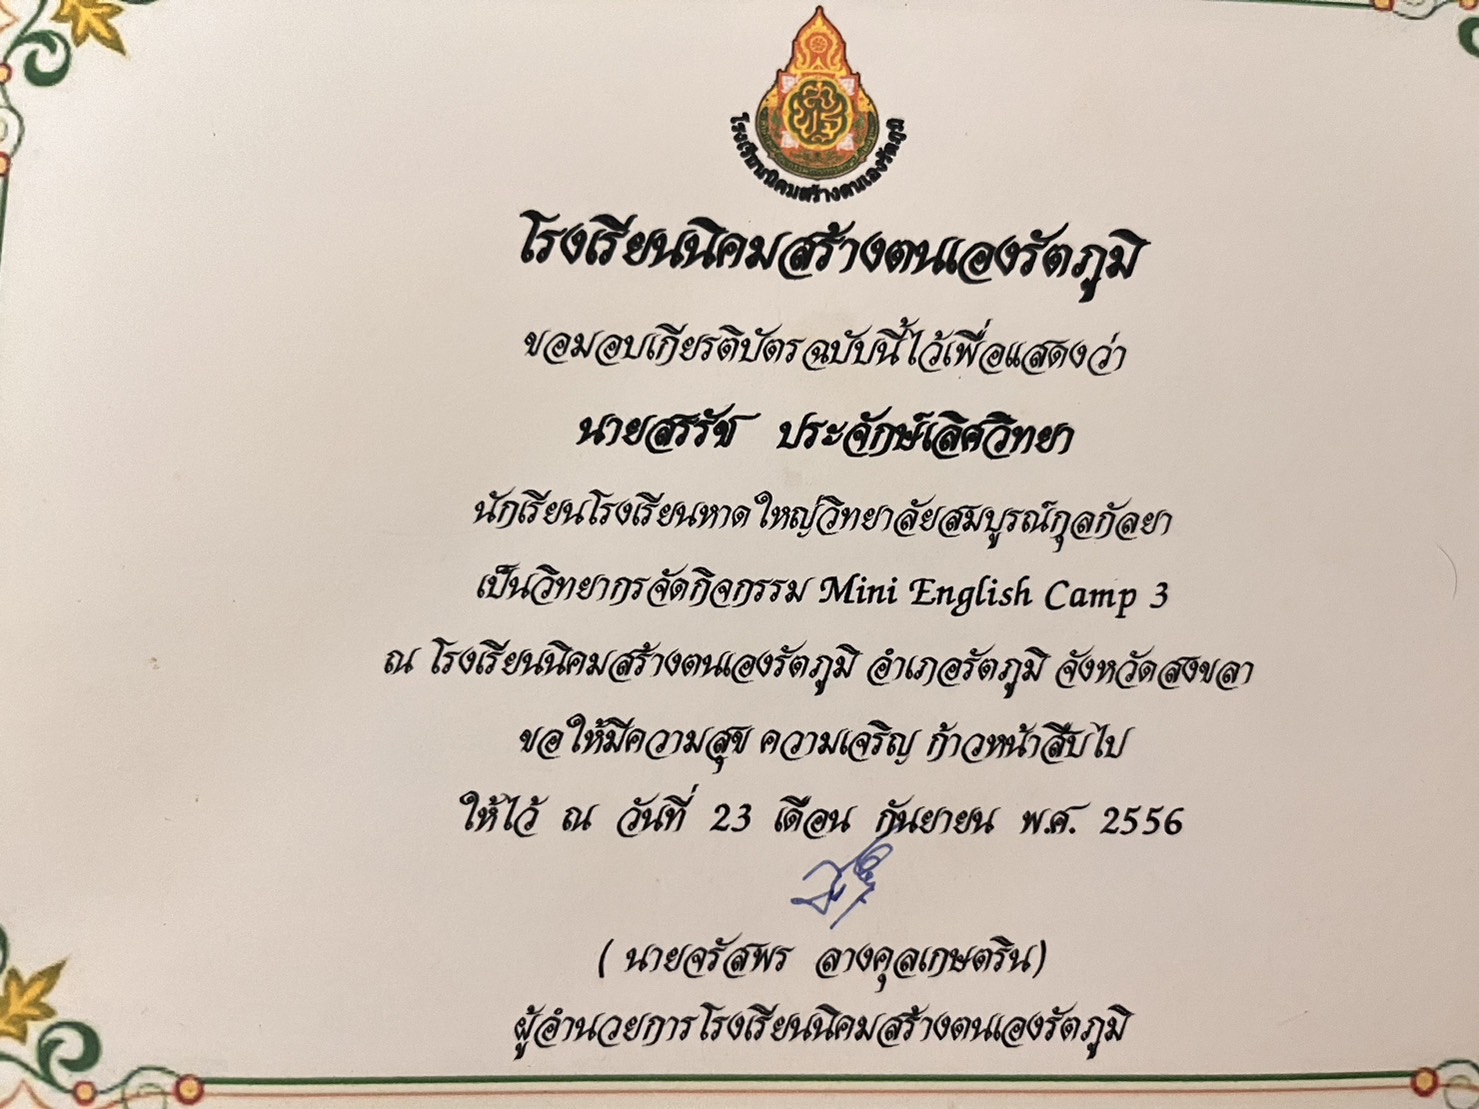 โรงเรียนนิคมสร้างตนเองรัตภูมิ
โรงเรียนนิคมสร้างตนเองรัตภูมิ
ขอมอบเกียรติบัตรฉบับนี้ไว้เพื่อแสดงว่า
นายสรรัช ประจักษ์เลิศวิทยา
นักเรียนโรงเรียนหาดใหญ่วิทยาลัยสมบูรณ์กุลกัลยา
เป็นวิทยากรจัดกิจกรรม Mini English Camp 3
ณ โรงเรียนนิคมสร้างตนเองรัตภูมิ อำเภอรัตภูมิ จังหวัดสงขลา
ขอให้มีความสุข ความเจริญ ก้าวหน้าสืบไป
ให้ไว้ ณ วันที่ 23 เดือน กันยายน พ.ศ. 2556
( นายจรัสพร ลางคุลเกษตริน)
ผู้อำนวยการโรงเรียนนิคมสร้างตนเองรัตภูมิ